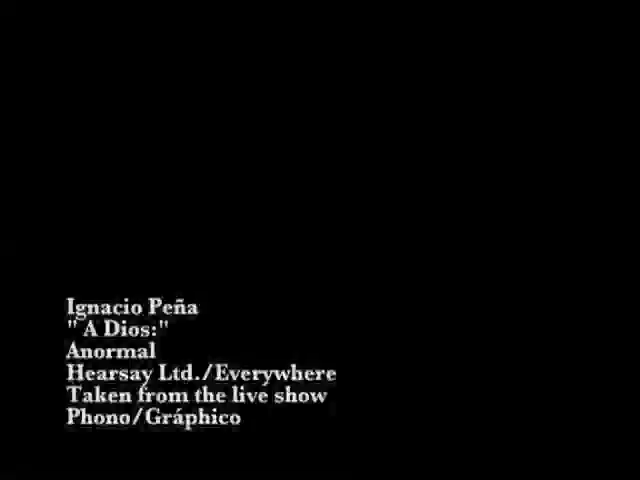 Ignacio Peña
" A Dios:"
Anormal
Hearsay Ltd./Everywhere
Taken from the live show
Phono/Gráphico